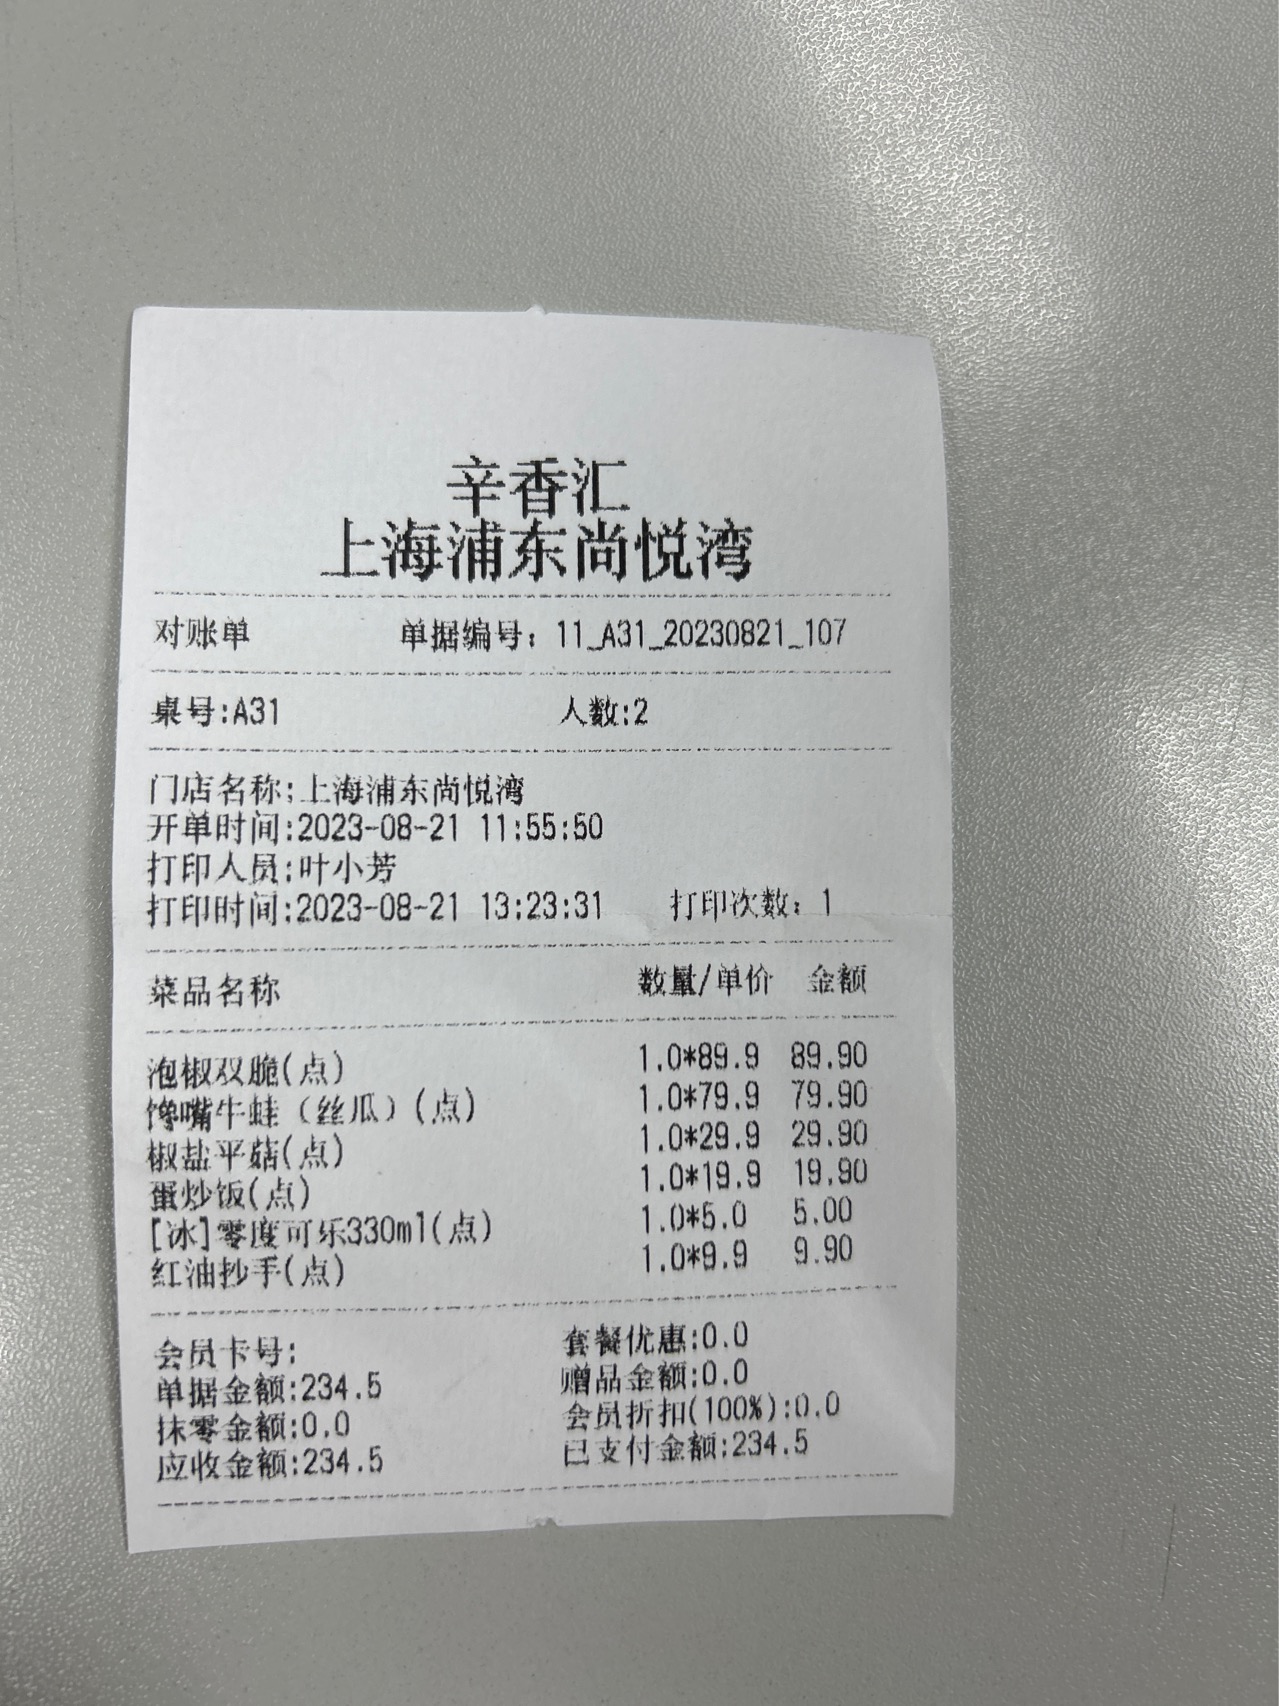 辛香汇
上海浦东尚悦湾
对账单 单据编号：11_A31_20230821_107
桌号:A31 人数:2
门店名称:上海浦东尚悦湾
开单时间:2023-08-21 11:55:50
打印人员:叶小芳
打印时间:2023-08-21 13:23:31 打印次数：1
菜品名称 数量/单价 金额
泡椒双脆(点) 1.0*89.9 89.90
馋嘴牛蛙（丝瓜）(点) 1.0*79.9 79.90
椒盐平菇(点) 1.0*29.9 29.90
蛋炒饭(点) 1.0*19.9 19.90
[冰]零度可乐330ml(点) 1.0*5.0 5.00
红油抄手(点) 1.0*9.9 9.90
会员卡号: 套餐优惠:0.0
单据金额:234.5 赠品金额:0.0
抹零金额:0.0 会员折扣(100%):0.0
应收金额:234.5 已支付金额:234.5